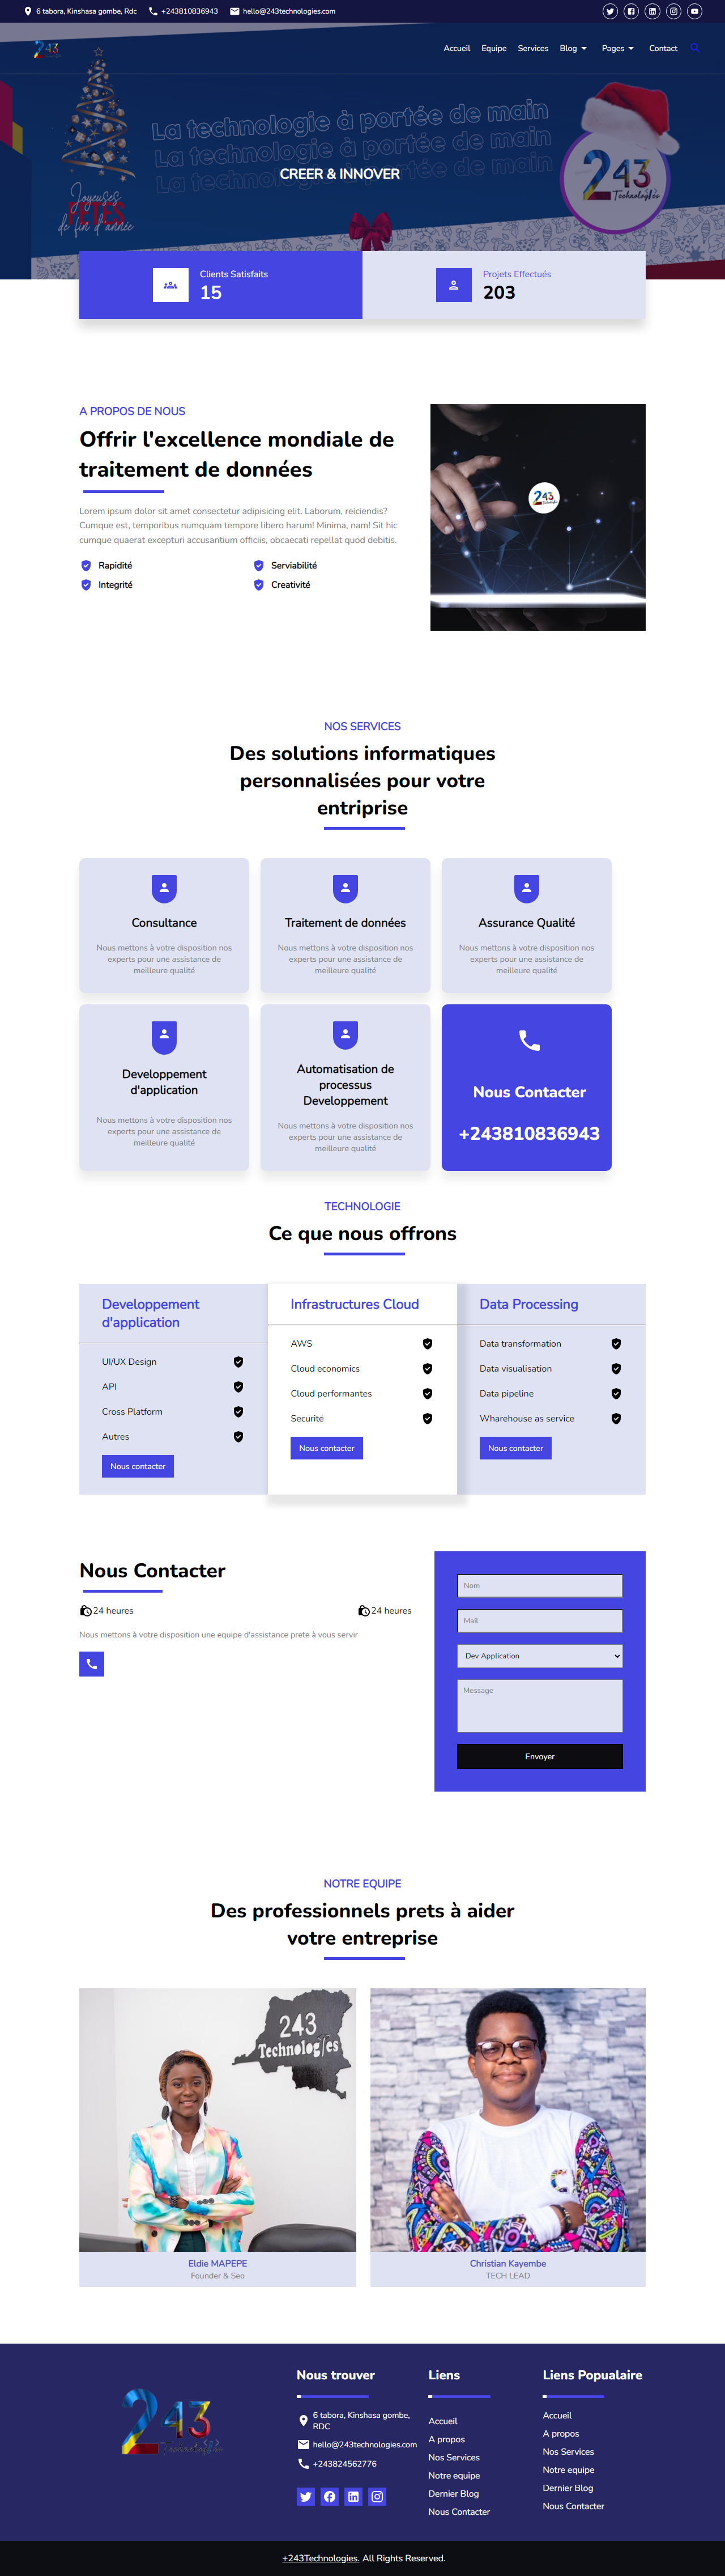 6 tabora, Kinshasa gombe, Rdc
+243810836943
hello@243technologies.com
243
Accueil
Equipe
Services
Blog
Pages
Contact
La technologie à portée de main
La technologie à portée de main
La technologie à portée de main
CREER & INNOVER
Joyeuses
FÊTES
de fin d'année
243
Technologies
Clients Satisfaits
15
Projets Effectués
203
A PROPOS DE NOUS
Offrir l'excellence mondiale de
traitement de données
Lorem ipsum dolor sit amet consectetur adipisicing elit. Laborum, reiciendis?
Cumque est, temporibus numquam tempore libero harum! Minima, nam! Sit hic
cumque quaerat excepturi accusantium officiis, obcaecati repellat quod debitis.
Rapidité
Serviabilité
Integrité
Creativité
243
NOS SERVICES
Des solutions informatiques
personnalisées pour votre
entriprise
Consultance
Nous mettons à votre disposition nos
experts pour une assistance de
meilleure qualité
Traitement de données
Nous mettons à votre disposition nos
experts pour une assistance de
meilleure qualité
Assurance Qualité
Nous mettons à votre disposition nos
experts pour une assistance de
meilleure qualité
Developpement
d'application
Nous mettons à votre disposition nos
experts pour une assistance de
meilleure qualité
Automatisation de
processus
Developpement
Nous mettons à votre disposition nos
experts pour une assistance de
meilleure qualité
Nous Contacter
+243810836943
TECHNOLOGIE
Ce que nous offrons
Developpement
d'application
UI/UX Design
API
Cross Platform
Autres
Nous contacter
Infrastructures Cloud
AWS
Cloud economics
Cloud performantes
Securité
Nous contacter
Data Processing
Data transformation
Data visualisation
Data pipeline
Wharehouse as service
Nous contacter
Nous Contacter
24 heures
24 heures
Nous mettons à votre disposition une equipe d'assistance prete à vous servir
Nom
Mail
Dev Application
Message
Envoyer
NOTRE EQUIPE
Des professionnels prets à aider
votre entreprise
243
Technologies
Eldie MAPEPE
Founder & Seo
243
Christian Kayembe
TECH LEAD
243
Technologies
Nous trouver
6 tabora, Kinshasa gombe,
RDC
hello@243technologies.com
+243824562776
Liens
Accueil
A propos
Nos Services
Notre equipe
Dernier Blog
Nous Contacter
Liens Popualaire
Accueil
A propos
Nos Services
Notre equipe
Dernier Blog
Nous Contacter
+243Technologies. All Rights Reserved.